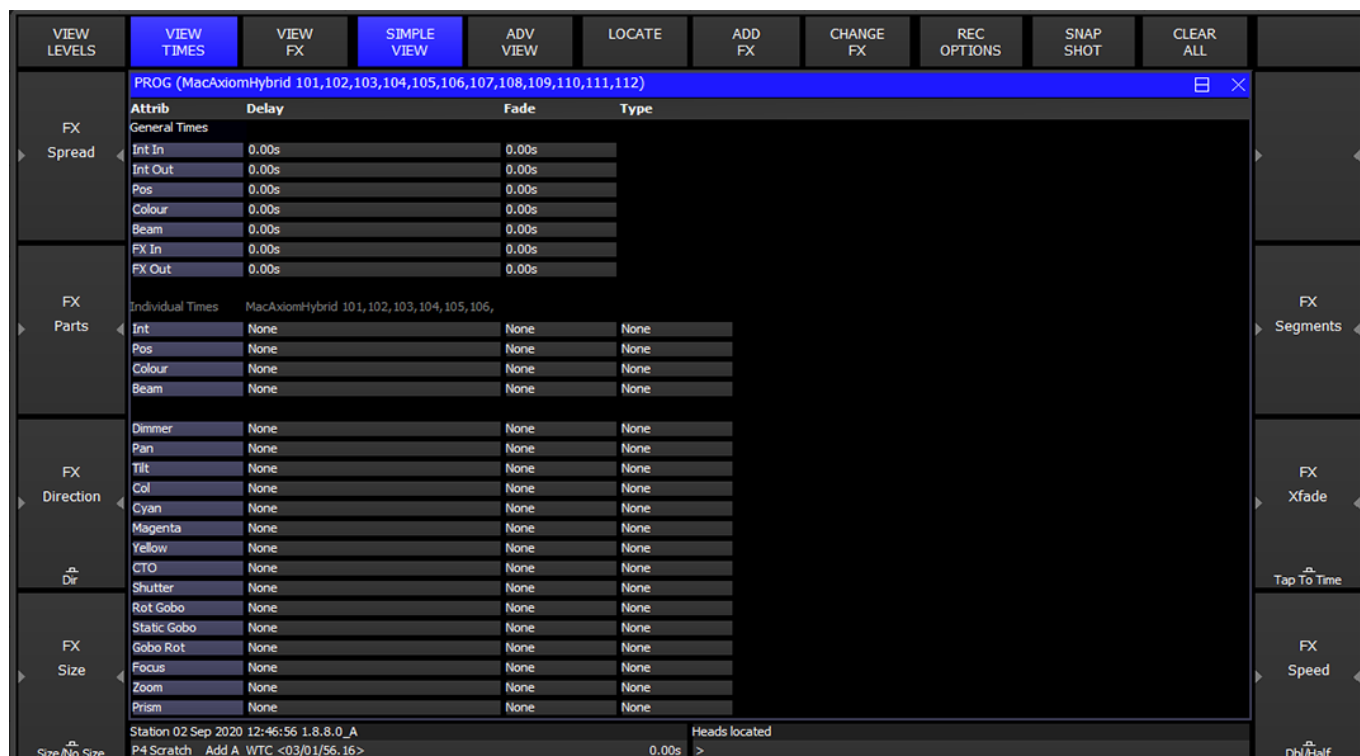 VIEW LEVELS
VIEW TIMES
VIEW FX
SIMPLE VIEW
ADV VIEW
LOCATE
ADD FX
CHANGE FX
REC OPTIONS
SNAP SHOT
CLEAR ALL
PROG (MacAxiomHybrid 101,102,103,104,105,106,107,108,109,110,111,112)
Attrib Delay Fade Type
General Times
Int In 0.00s 0.00s
Int Out 0.00s 0.00s
Pos 0.00s 0.00s
Colour 0.00s 0.00s
Beam 0.00s 0.00s
FX In 0.00s 0.00s
FX Out 0.00s 0.00s
Individual Times MacAxiomHybrid 101,102,103,104,105,106,
Int None None None
Pos None None None
Colour None None None
Beam None None None
Dimmer None None None
Pan None None None
Tilt None None None
Col None None None
Cyan None None None
Magenta None None None
Yellow None None None
CTO None None None
Shutter None None None
Rot Gobo None None None
Static Gobo None None None
Gobo Rot None None None
Focus None None None
Zoom None None None
Prism None None None
FX
Spread
FX
Parts
FX
Direction
Dir
FX
Size
Size/No Size
FX
Segments
FX
Xfade
Tap To Time
FX
Speed
Dbl/Half
Station 02 Sep 2020 12:46:56 1.8.8.0_A
Heads located
P4 Scratch Add A WTC <03/01/56.16> 0.00s >